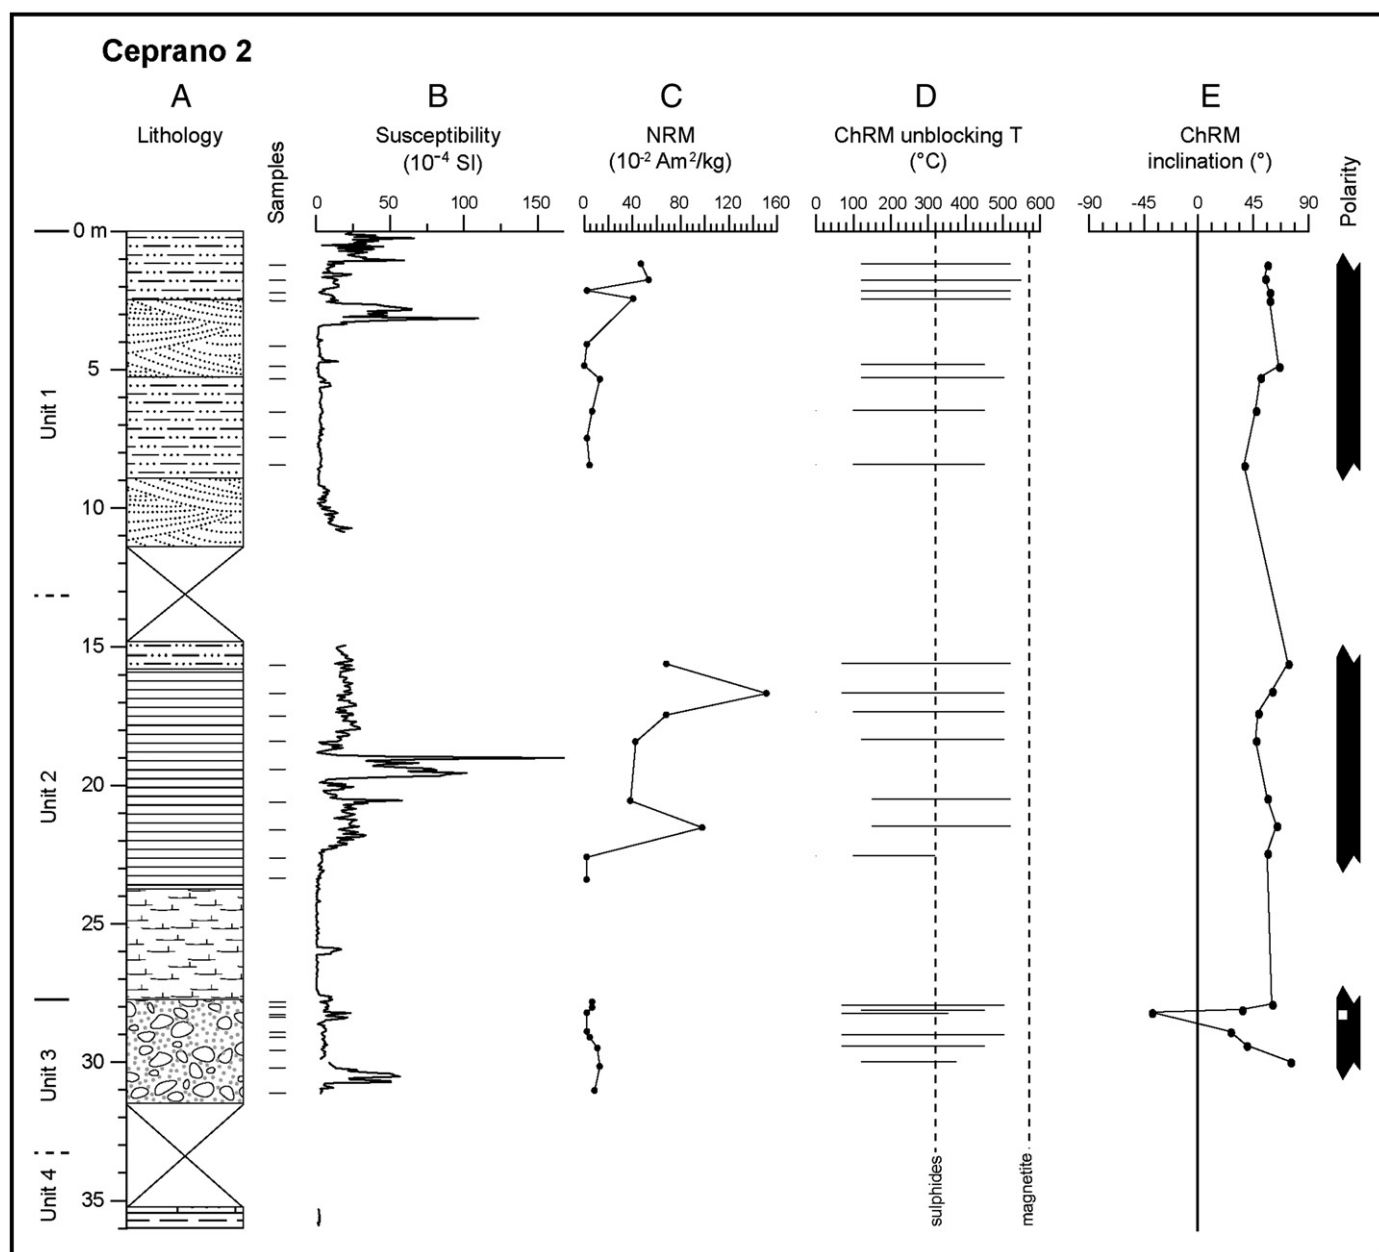 Ceprano 2
A
B
C
D
E
Lithology
Samples
Susceptibility
(10⁻⁴ SI)
NRM
(10⁻² Am²/kg)
ChRM unblocking T
(°C)
ChRM
inclination (°)
Polarity
0 50 100 150
0 40 80 120 160
0 100 200 300 400 500 600
-90 -45 0 45 90
0 m
5
10
15
20
25
30
35
Unit 1
Unit 2
Unit 3
Unit 4
sulphides
magnetite